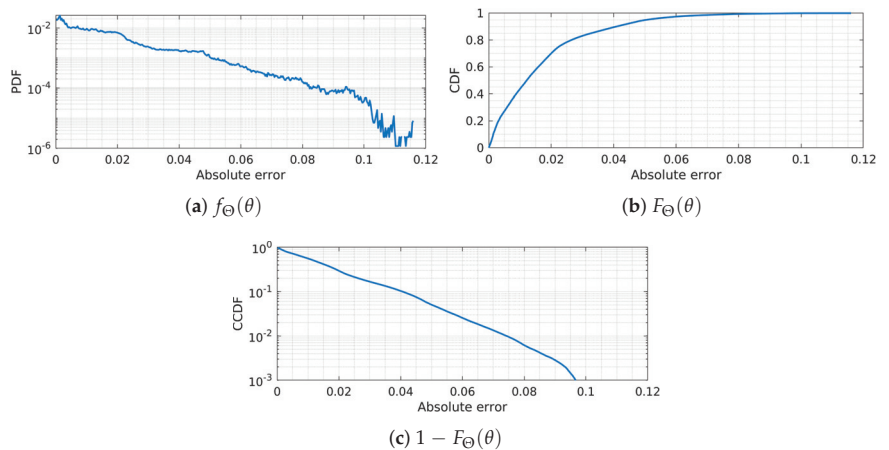 10^-2
10^-4
10^-6
PDF
0 0.02 0.04 0.06 0.08 0.1 0.12
Absolute error
(a) f_Θ(θ)
1
0.8
0.6
0.4
0.2
0
CDF
0 0.02 0.04 0.06 0.08 0.1 0.12
Absolute error
(b) F_Θ(θ)
10^0
10^-1
10^-2
10^-3
CCDF
0 0.02 0.04 0.06 0.08 0.1 0.12
Absolute error
(c) 1 − F_Θ(θ)